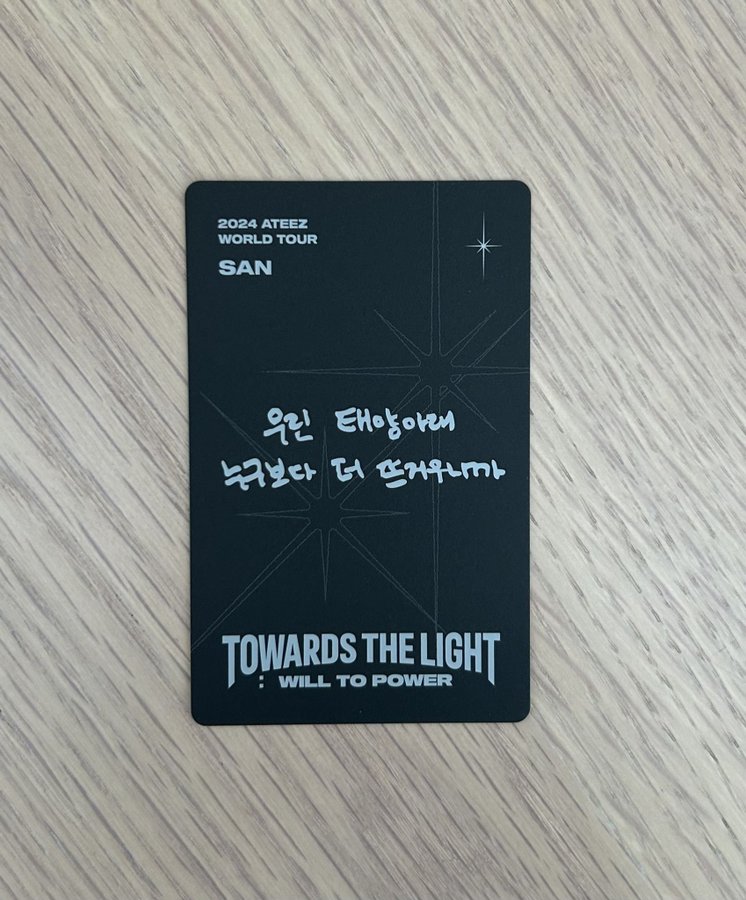 2024 ATEEZ
WORLD TOUR
SAN
우린 태양아래
누구보다 더 뜨거우니까
TOWARDS THE LIGHT
: WILL TO POWER